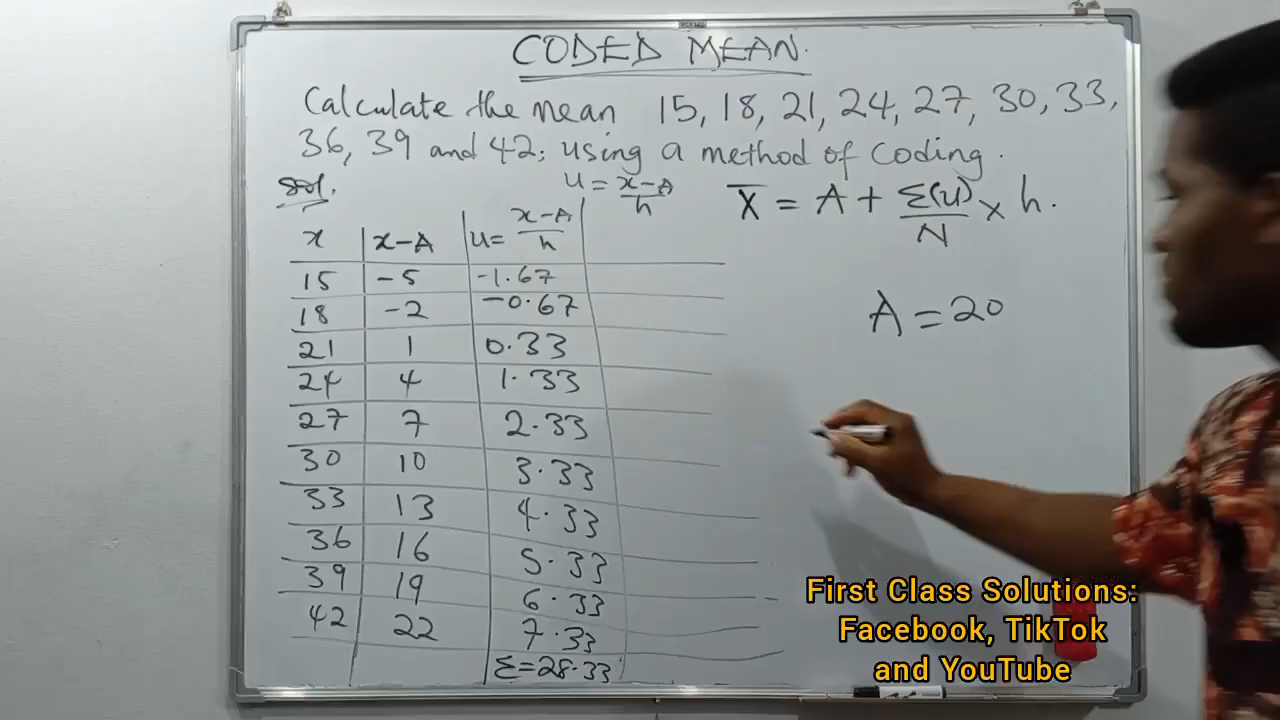 CODED MEAN.
Calculate the mean 15, 18, 21, 24, 27, 30, 33,
36, 39 and 42; using a method of coding.
Sol.
u = x-A/h
X̄ = A + Σ(u)/N × h.
x | x-A | u = x-A/h
15 | -5 | -1.67
18 | -2 | -0.67
21 | 1 | 0.33
24 | 4 | 1.33
27 | 7 | 2.33
30 | 10 | 3.33
33 | 13 | 4.33
36 | 16 | 5.33
39 | 19 | 6.33
42 | 22 | 7.33
Σ=28.33
A = 20
First Class Solutions:
Facebook, TikTok
and YouTube